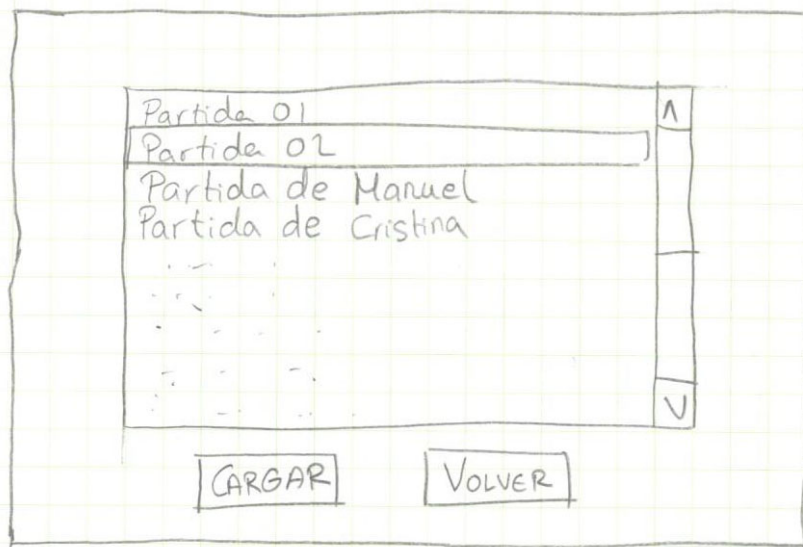 Partida 01
Partida 02
Partida de Manuel
Partida de Cristina
CARGAR
VOLVER